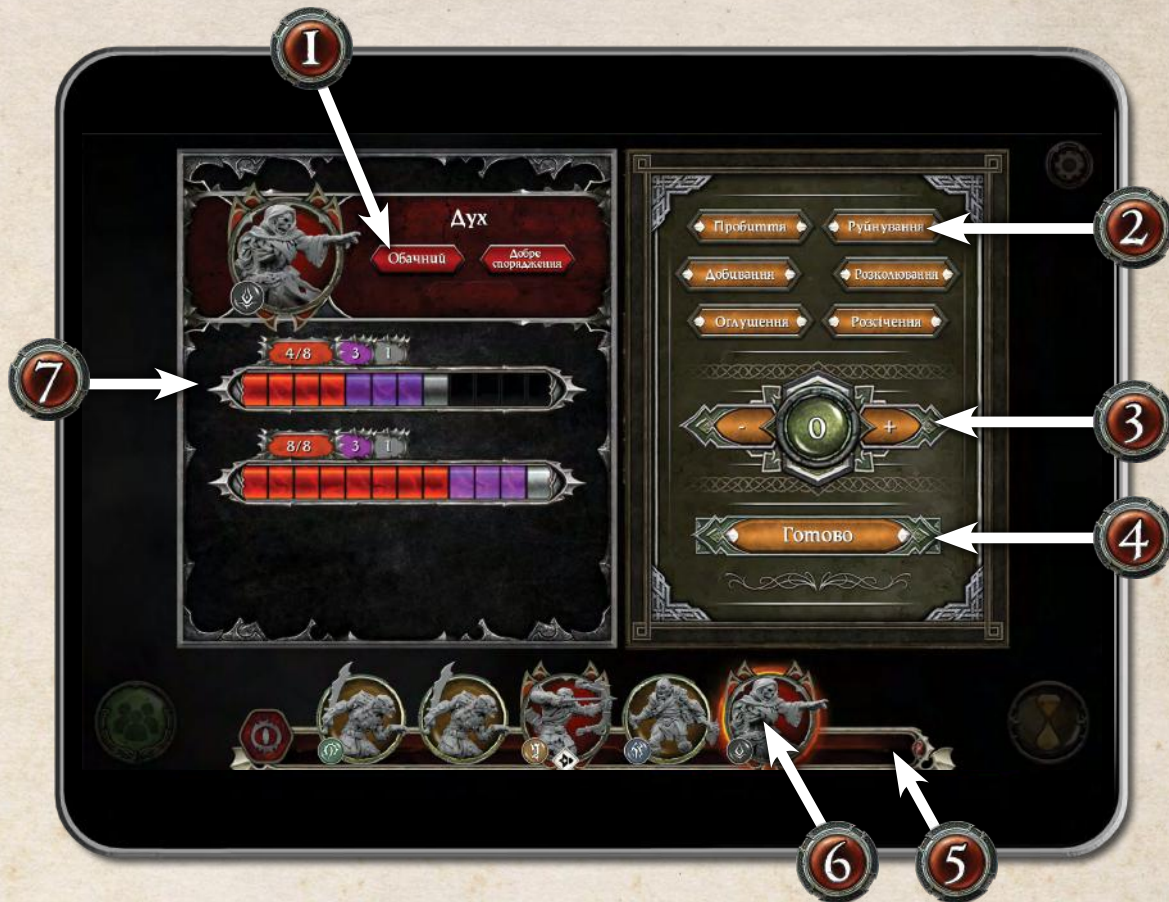 1
Дух
Обачний
Добре
спорядження
Пробиття
Руйнування
2
Добивання
Розколювання
Оглушення
Розсічення
7
4/8 3 1
- 0 +
3
8/8 3 1
Готово
4
6
5